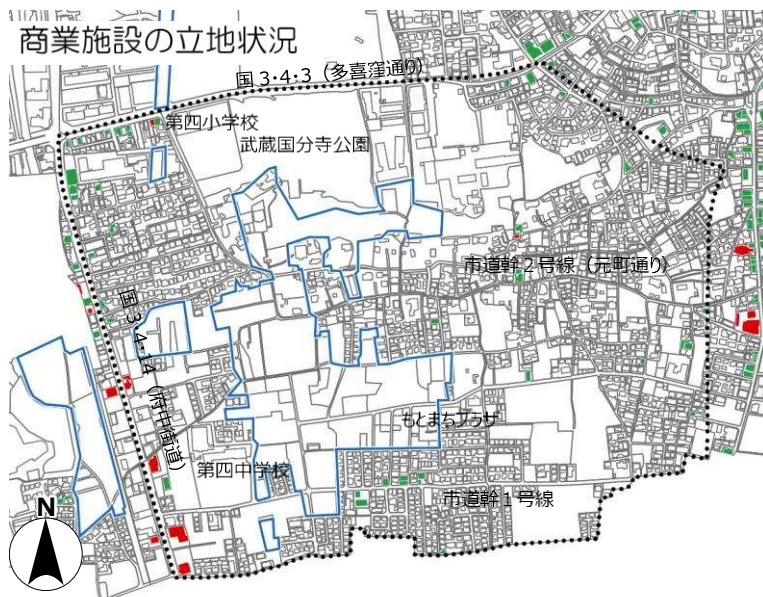 商業施設の立地状況
国3・4・3（多喜窪通り）
第四小学校
武蔵国分寺公園
市道幹２号線（元町通り）
国3・4・14（府中街道）
もとまちプラザ
第四中学校
市道幹１号線
N